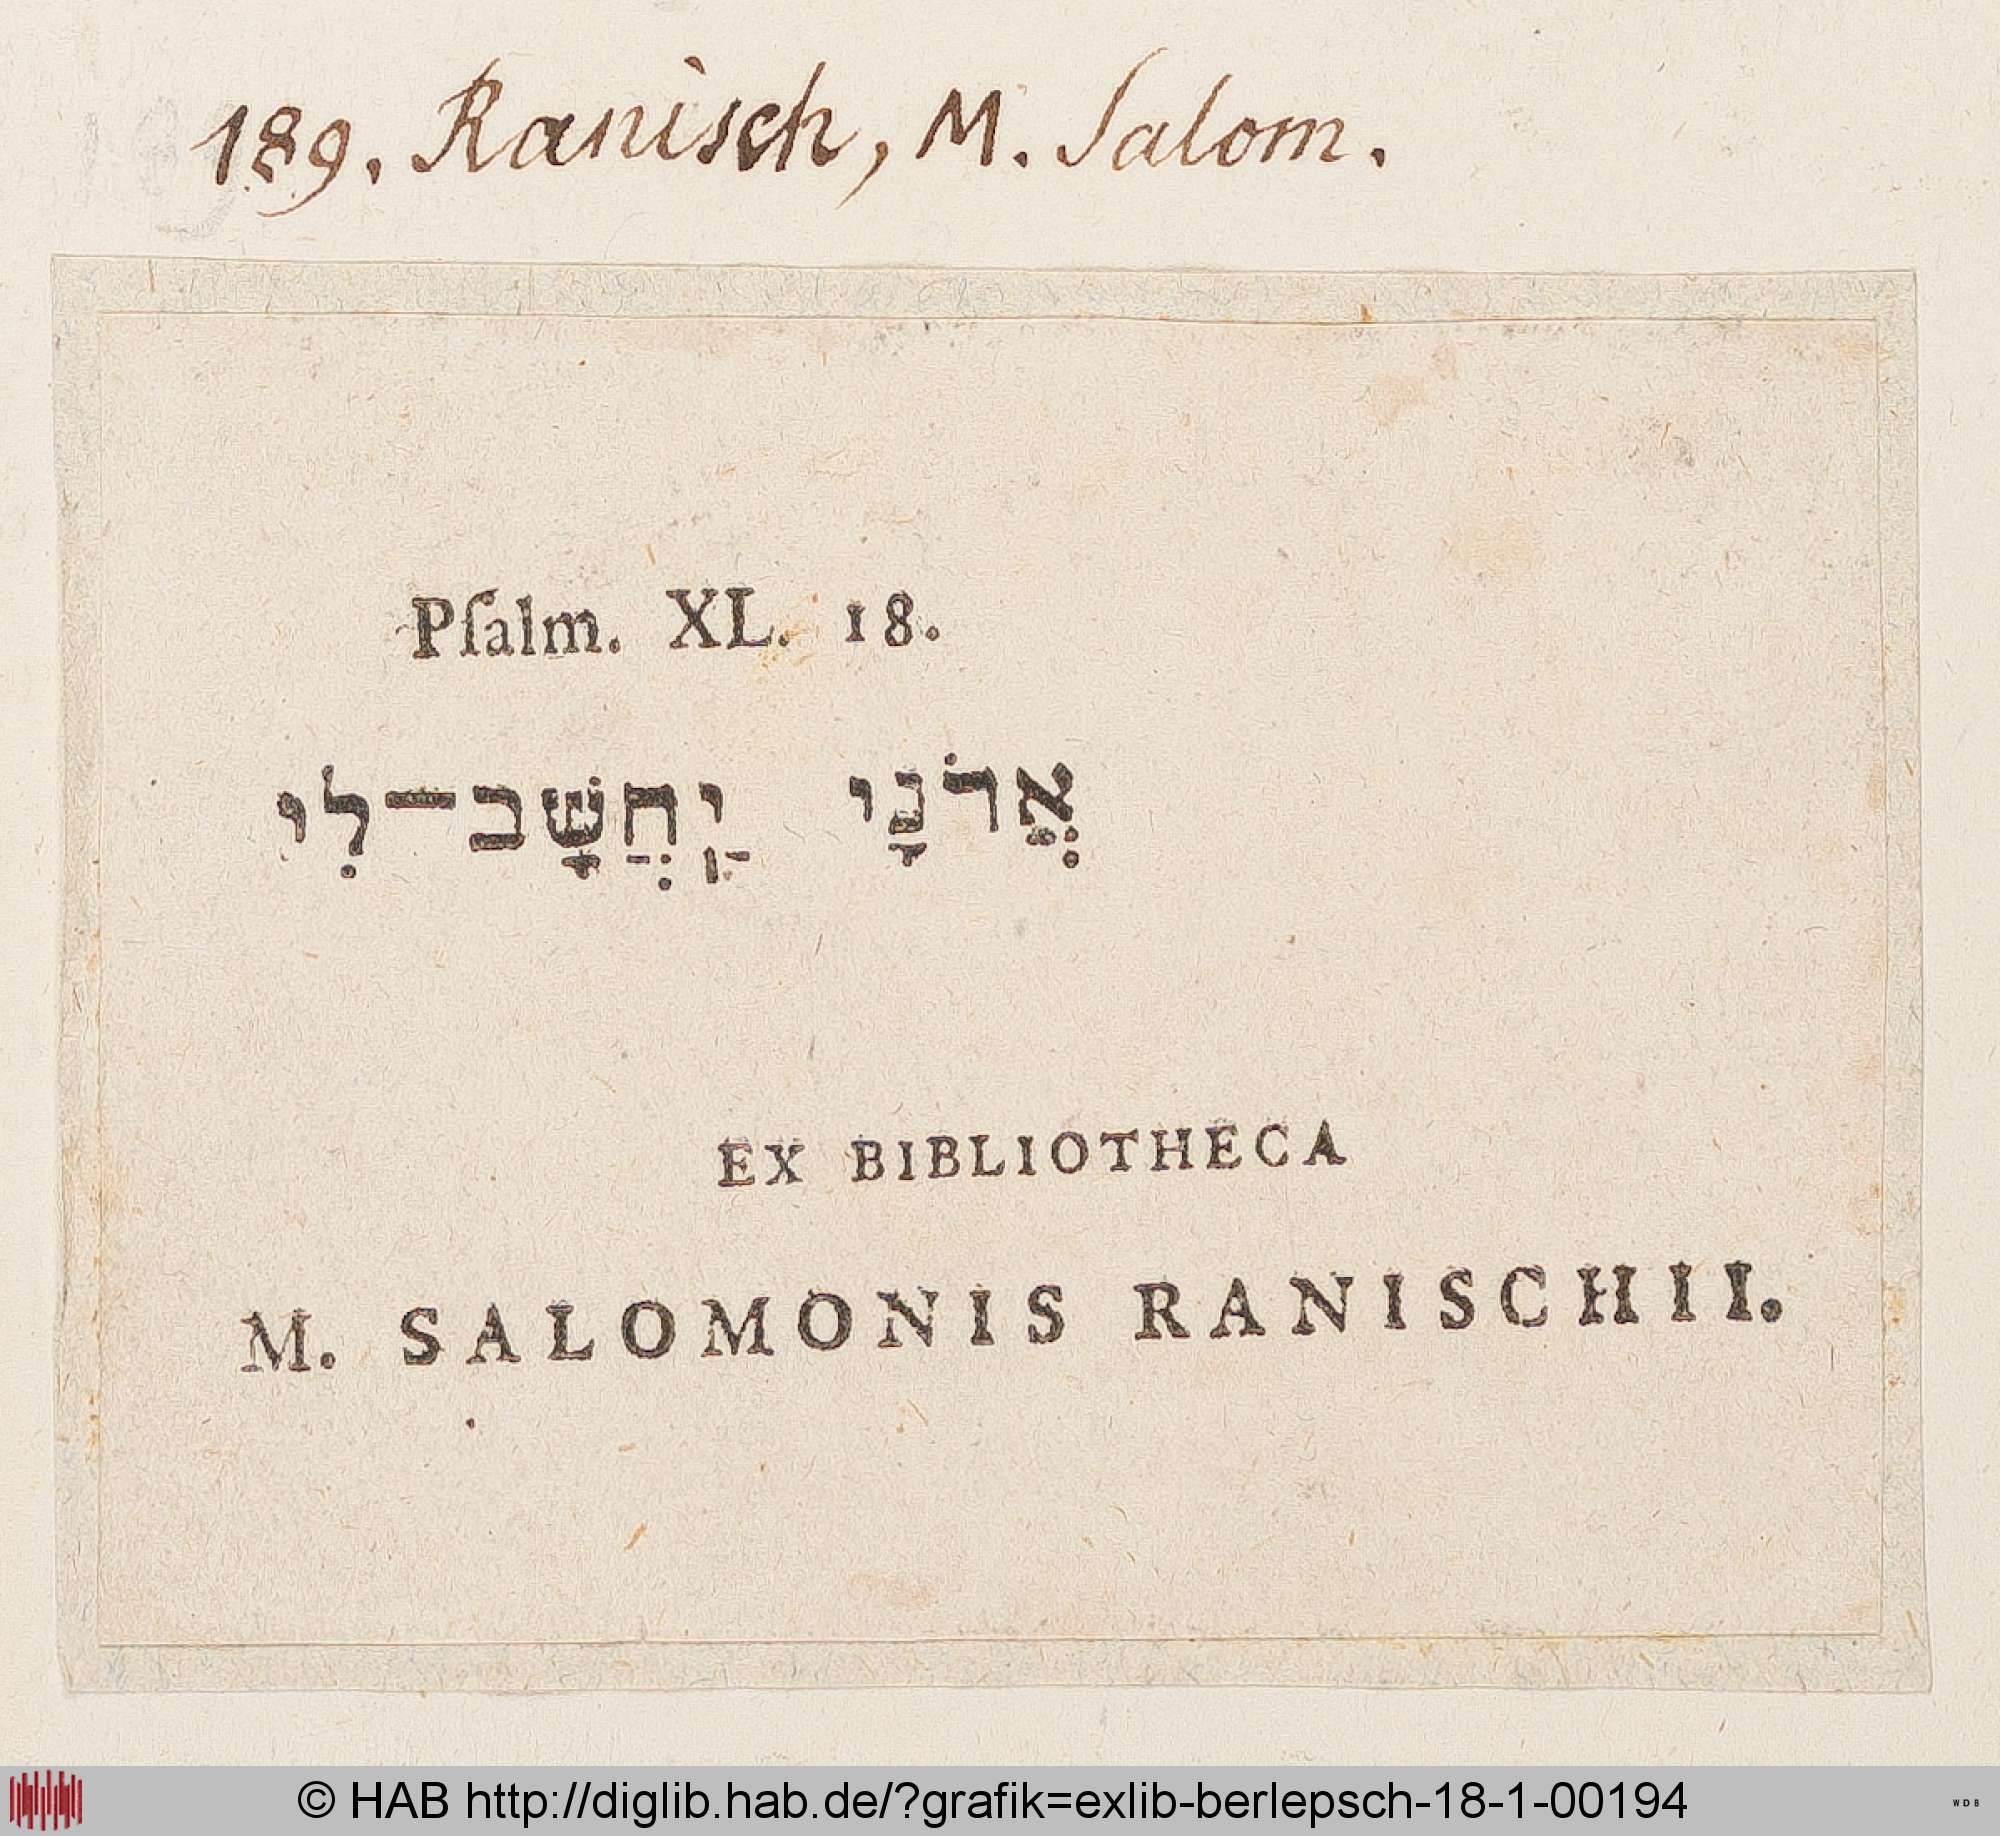 189. Ranisch, M. Salom.
Pſalm. XL. 18.
אֲדֹנָי יַֽחֲשָׁב־לִי
EX BIBLIOTHECA
M. SALOMONIS RANISCHII.
© HAB http://diglib.hab.de/?grafik=exlib-berlepsch-18-1-00194
WDB